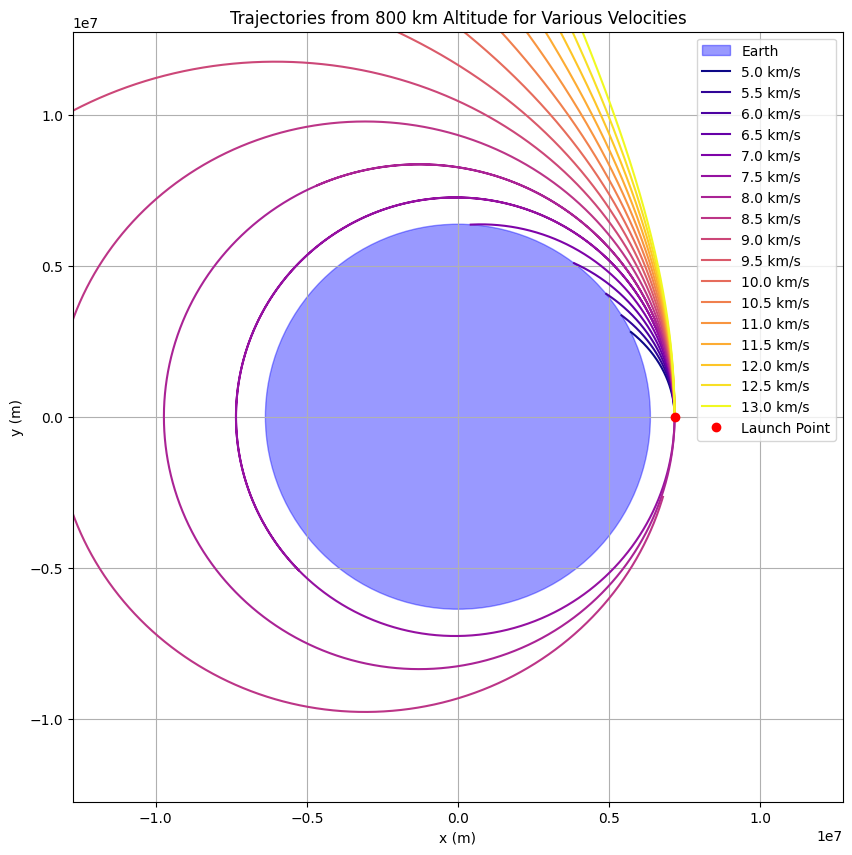 Trajectories from 800 km Altitude for Various Velocities
1e7
Earth
5.0 km/s
5.5 km/s
6.0 km/s
6.5 km/s
7.0 km/s
7.5 km/s
8.0 km/s
8.5 km/s
9.0 km/s
9.5 km/s
10.0 km/s
10.5 km/s
11.0 km/s
11.5 km/s
12.0 km/s
12.5 km/s
13.0 km/s
Launch Point
1.0
0.5
0.0
−0.5
−1.0
y (m)
−1.0
−0.5
0.0
0.5
1.0
x (m)
1e7